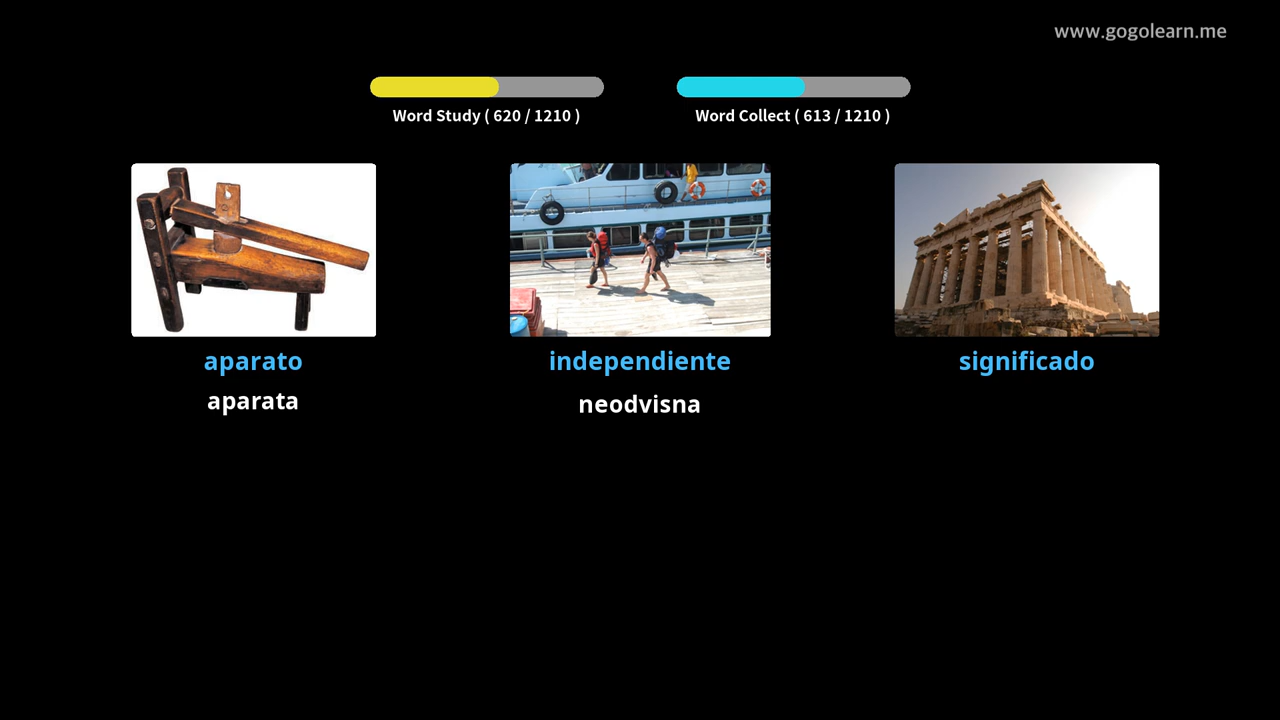 www.gogolearn.me
Word Study ( 620 / 1210 )
Word Collect ( 613 / 1210 )
aparato
independiente
significado
aparata
neodvisna